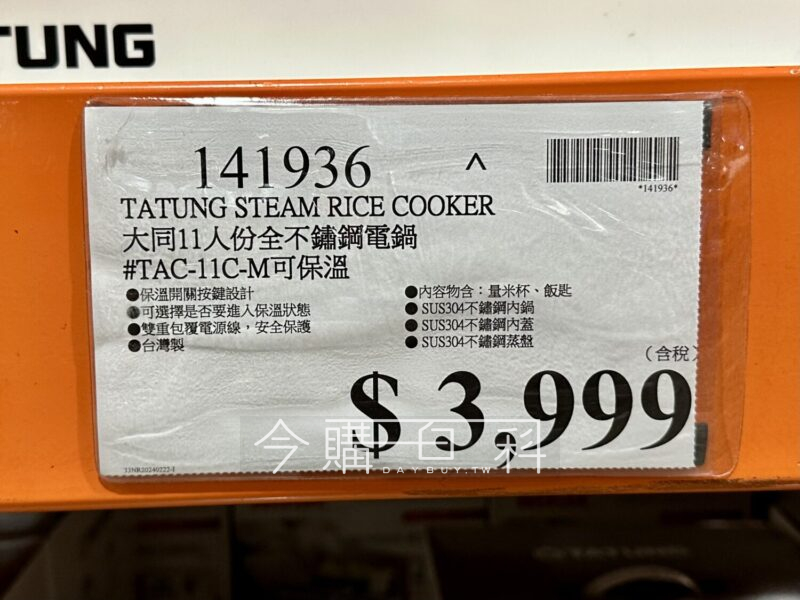 TUNG
141936 ^
*141936*
TATUNG STEAM RICE COOKER
大同11人份全不鏽鋼電鍋
#TAC-11C-M可保溫
●保溫開關按鍵設計
●可選擇是否要進入保溫狀態
●雙重包覆電源線，安全保護
●台灣製
●內容物含：量米杯、飯匙
●SUS304不鏽鋼內鍋
●SUS304不鏽鋼內蓋
●SUS304不鏽鋼蒸盤
（含稅）
$3,999
今購百科
DAYBUY.TW
TATUNG